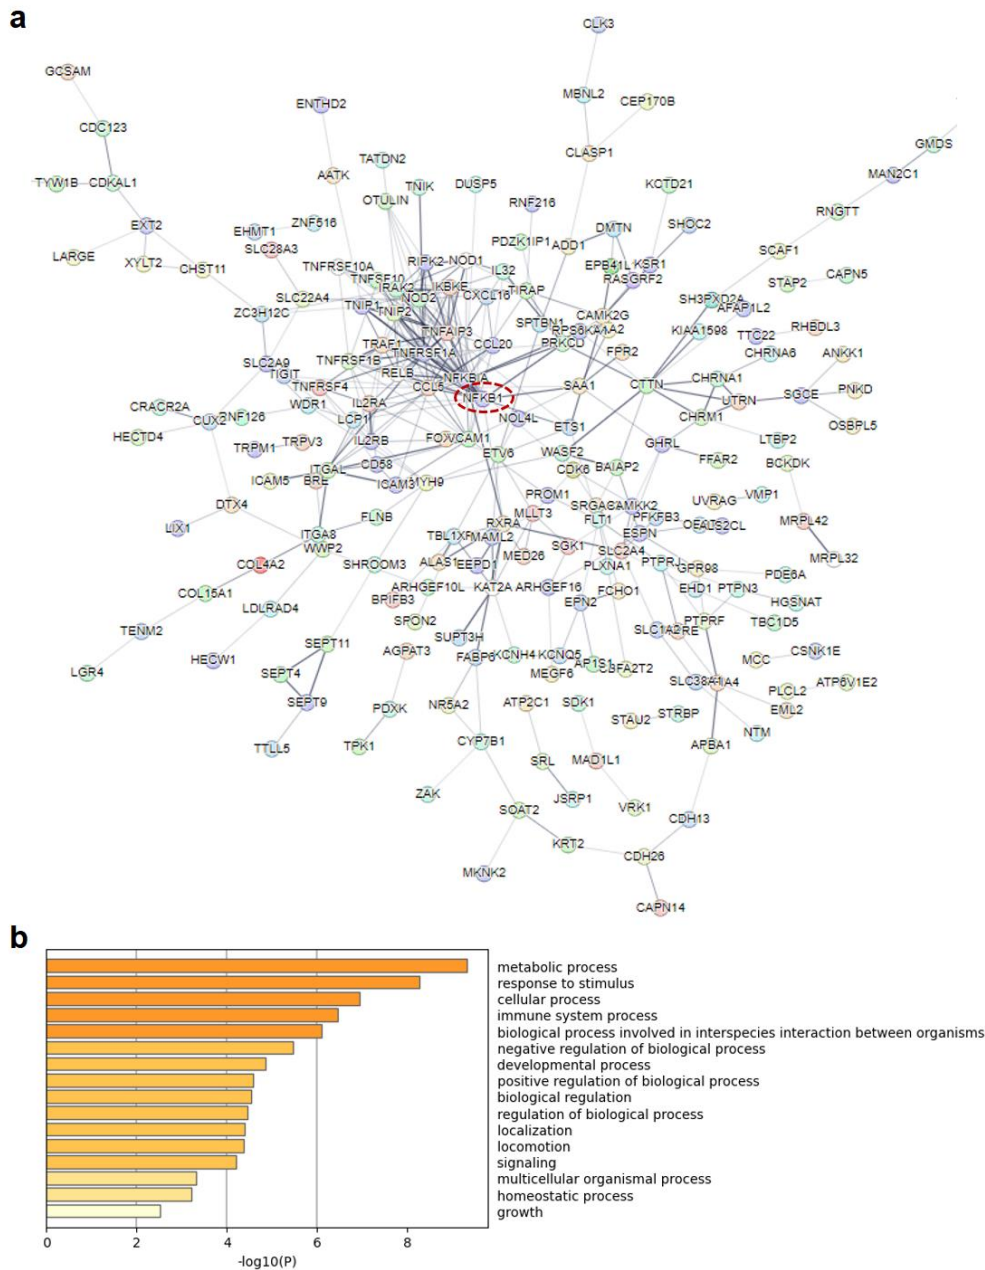 a
CLK3
GCSAM
MBNL2
CEP170B
ENTHD2
CDC123
GMDS
CLASP1
TATDN2
MAN2C1
AATK
TYW1B CDKAL1
TNIK DUSP5
KCTD21
OTULIN
RNF216
RNGTT
EXT2
ZNF516
DMTN SHOC2
EHMT1
PDZK1IP1 ADD1
SCAF1
LARGE
SLC28A3
XYLT2
CHST11
TNFRSF10A
RIPK2 NOD1
IL32
EPB41L KSR1
STAP2 CAPN5
TNFSF10
IRAK2 IKBKE
TIRAP
RASGRF2
SLC22A4
NOD2 CXCL16
SH3PXD2A
ZC3H12C
TNIP1
TNIP2
SPTBN1
CAMK2G
AFAP1L2
TNFAIP3
RPS6KA1 A2
KIAA1598
TTC22 RHBDL3
TRAF1
CCL20
PRKCD
FPR2
CHRNA6
SLC2A9
TNFRSF1B
TNFRSF1A
ANKK1
TIGIT
RELB
NFKBIA
SAA1
CTTN
CHRNA1
TNFRSF4
CCL5
NFKB1
UTRN
SGCE PNKD
CRACR2A
RNF126
WDR1
IL2RA
NOL4L
CHRM1
HECTD4
CUX2
LCP1
ETS1
OSBPL5
TRPM1 TRPV3
IL2RB
FOXVCAM1
WASF2
GHRL
LTBP2
ITGAL CD58
ETV6
CDK6 BAIAP2
FFAR2
BCKDK
ICAM5
BRE
ICAM3 MYH9
PROM1
DTX4
UVRAG VMP1
LIX1
FLNB
MLLT3
FLT1
PFKFB3
MRPL42
ITGA8
RXRA
ESPN
WWP2
TBL1XR MAML2
SGK1
MRPL32
COL4A2
SHROOM3
ALAS1 EEPD1
MED26
SLC2A4
PLXNA1
GPR98
PDE6A
COL15A1
ARHGEF10L
KAT2A ARHGEF16
FCHO1
EHD1 PTPN3
HGSNAT
LDLRAD4
BRIFB3
EPN2
TENM2
SPON2
PTPRF
TBC1D5
SEPT11
SUPT3H
SLC1A2
HECW1
AGPAT3
FABP6 KCNH4 KCNQ5
MCC CSNK1E
LGR4
SEPT4
AP1S1
MEGF6
SLC38A1
ATP6V1E2
SEPT9
PDXK
NR5A2
ATP2C1 SDK1
PLCL2
EML2
STAU2 STRBP
NTM
TTLL5
TPK1
CYP7B1
APBA1
SRL
MAD1L1
ZAK
JSRP1
SOAT2
VRK1
CDH13
KRT2
CDH26
MKNK2
CAPN14
b
metabolic process
response to stimulus
cellular process
immune system process
biological process involved in interspecies interaction between organisms
negative regulation of biological process
developmental process
positive regulation of biological process
biological regulation
regulation of biological process
localization
locomotion
signaling
multicellular organismal process
homeostatic process
growth
0 2 4 6 8
-log10(P)